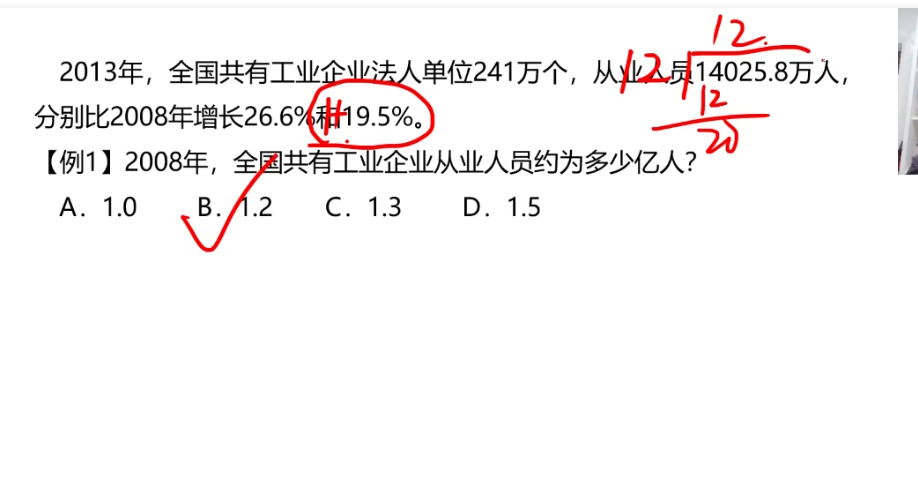 12.
2013年，全国共有工业企业法人单位241万个，从业人员14025.8万人，
12
12
分别比2008年增长26.6%和19.5%。
20
【例1】2008年，全国共有工业企业从业人员约为多少亿人？
A. 1.0 B. 1.2 C. 1.3 D. 1.5